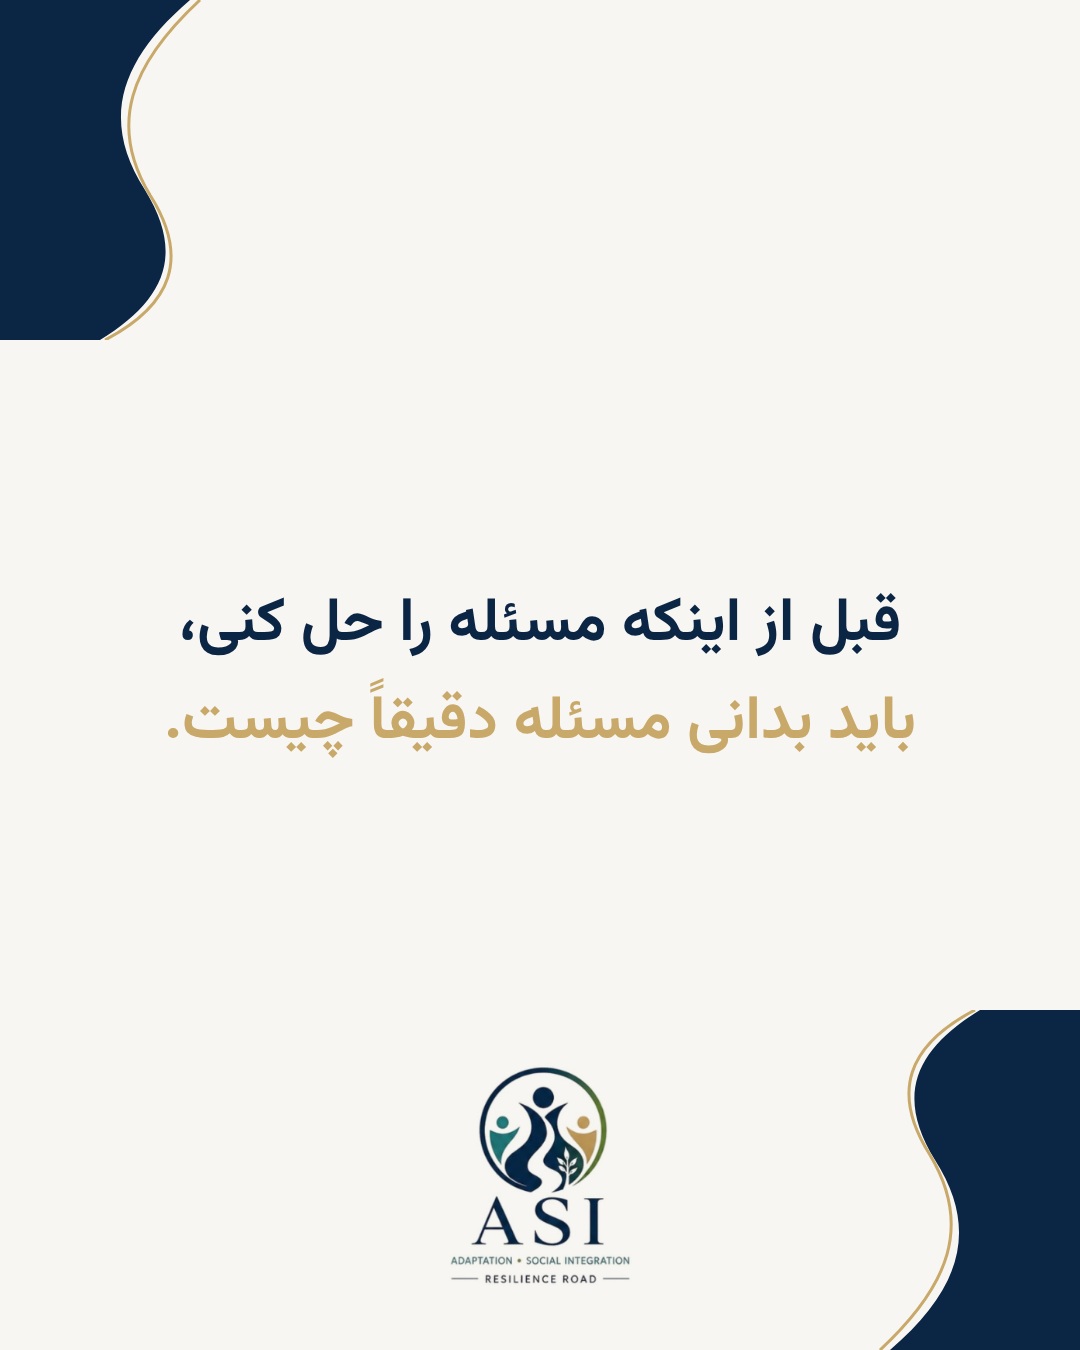 قبل از اینکه مسئله را حل کنی،
باید بدانی مسئله دقیقاً چیست.
ASI
ADAPTATION • SOCIAL INTEGRATION
RESILIENCE ROAD